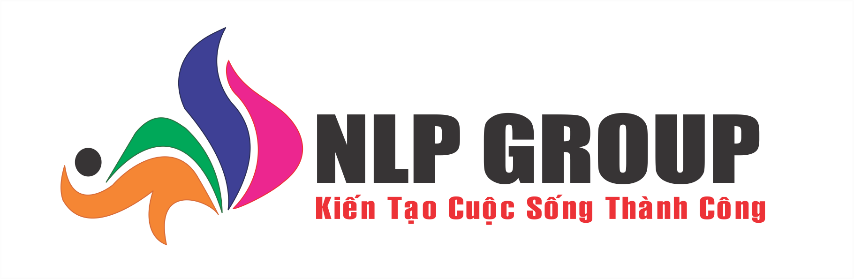 NLP GROUP
Kiến Tạo Cuộc Sống Thành Công